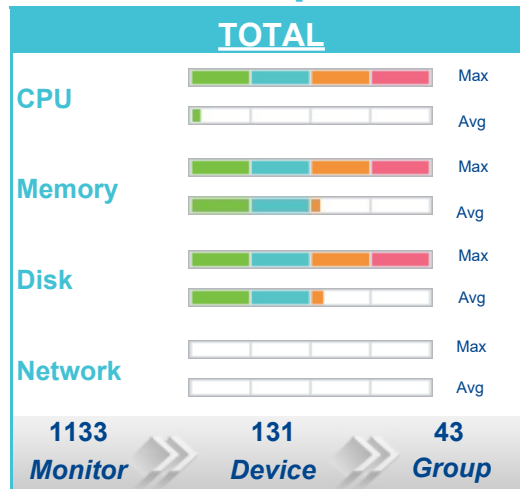 TOTAL
CPU
Max
Avg
Memory
Max
Avg
Disk
Max
Avg
Network
Max
Avg
1133 131 43
Monitor Device Group